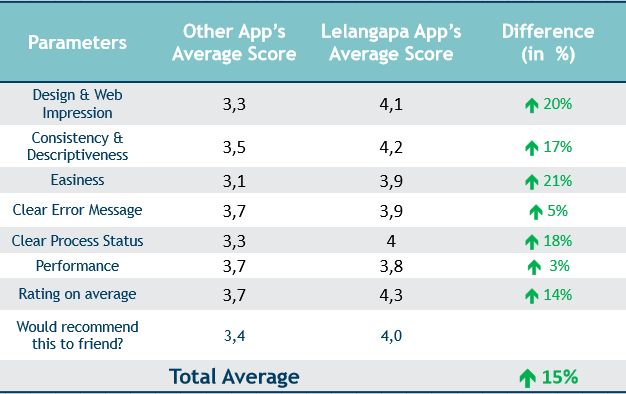 Parameters Other App's Average Score Lelangapa App's Average Score Difference (in %)
Design & Web Impression 3,3 4,1 20%
Consistency & Descriptiveness 3,5 4,2 17%
Easiness 3,1 3,9 21%
Clear Error Message 3,7 3,9 5%
Clear Process Status 3,3 4 18%
Performance 3,7 3,8 3%
Rating on average 3,7 4,3 14%
Would recommend this to friend? 3,4 4,0
Total Average 15%